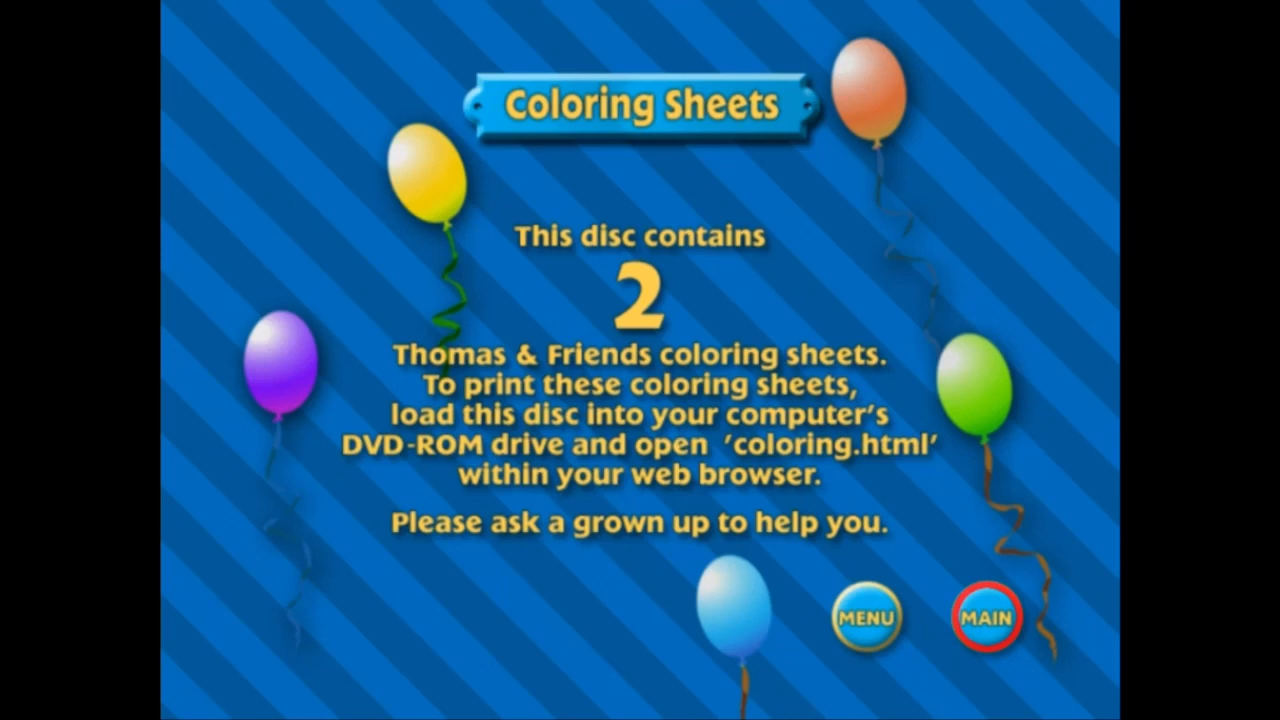 Coloring Sheets
This disc contains
2
Thomas & Friends coloring sheets.
To print these coloring sheets,
load this disc into your computer's
DVD-ROM drive and open 'coloring.html'
within your web browser.
Please ask a grown up to help you.
MENU
MAIN